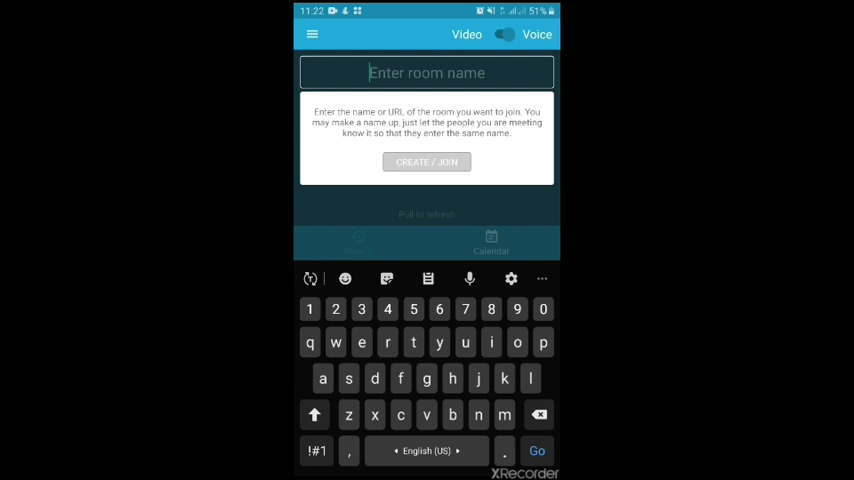 11:22 51%
Video Voice
Enter room name
Enter the name or URL of the room you want to join. You
may make a name up, just let the people you are meeting
know it so that they enter the same name.
CREATE / JOIN
Pull to refresh
Recent Calendar
1 2 3 4 5 6 7 8 9 0
q w e r t y u i o p
a s d f g h j k l
z x c v b n m
!#1 , English (US) . Go
XRecorder